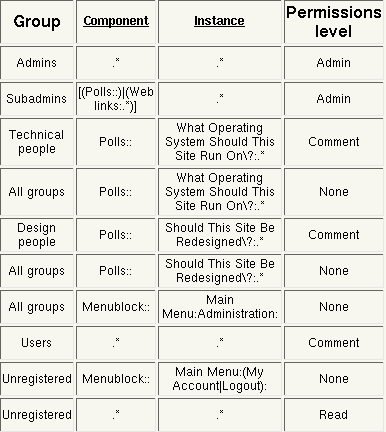 Group Component Instance Permissions level
Admins .* .* Admin
Subadmins [(Polls::)|(Web links:.*)] .* Admin
Technical people Polls:: What Operating System Should This Site Run On\?:.* Comment
All groups Polls:: What Operating System Should This Site Run On\?:.* None
Design people Polls:: Should This Site Be Redesigned\?:.* Comment
All groups Polls:: Should This Site Be Redesigned\?:.* None
All groups Menublock:: Main Menu:Administration: None
Users .* .* Comment
Unregistered Menublock:: Main Menu:(My Account|Logout): None
Unregistered .* .* Read